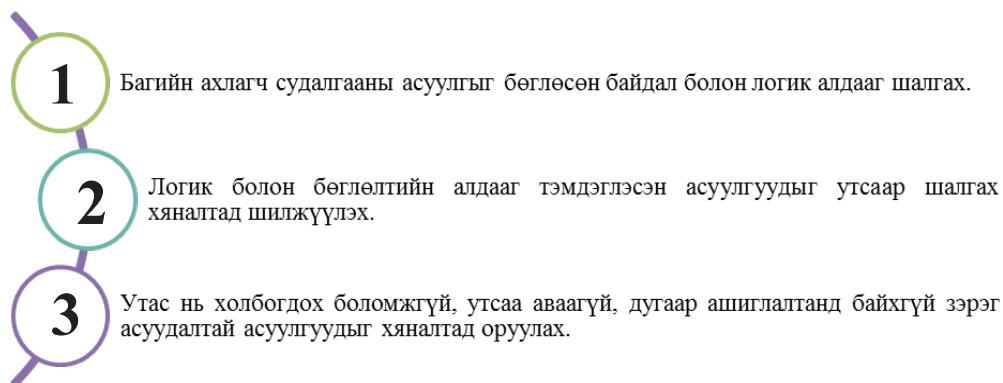 1
Багийн ахлагч судалгааны асуулгыг бөглөсөн байдал болон логик алдааг шалгах.
2
Логик болон бөглөлтийн алдааг тэмдэглэсэн асуулгуудыг утсаар шалгах
хяналтад шилжүүлэх.
3
Утас нь холбогдох боломжгүй, утсаа аваагүй, дугаар ашиглалтанд байхгүй зэрэг
асуудалтай асуулгуудыг хяналтад оруулах.